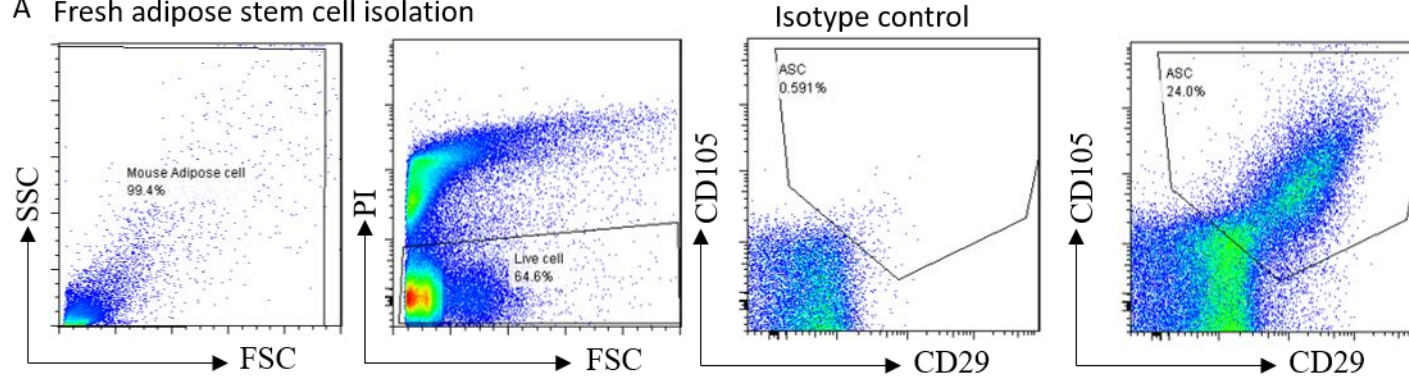 A Fresh adipose stem cell isolation
Isotype control
SSC
Mouse Adipose cell
99.4%
FSC
PI
Live cell
64.6%
FSC
CD105
ASC
0.591%
CD29
CD105
ASC
24.0%
CD29